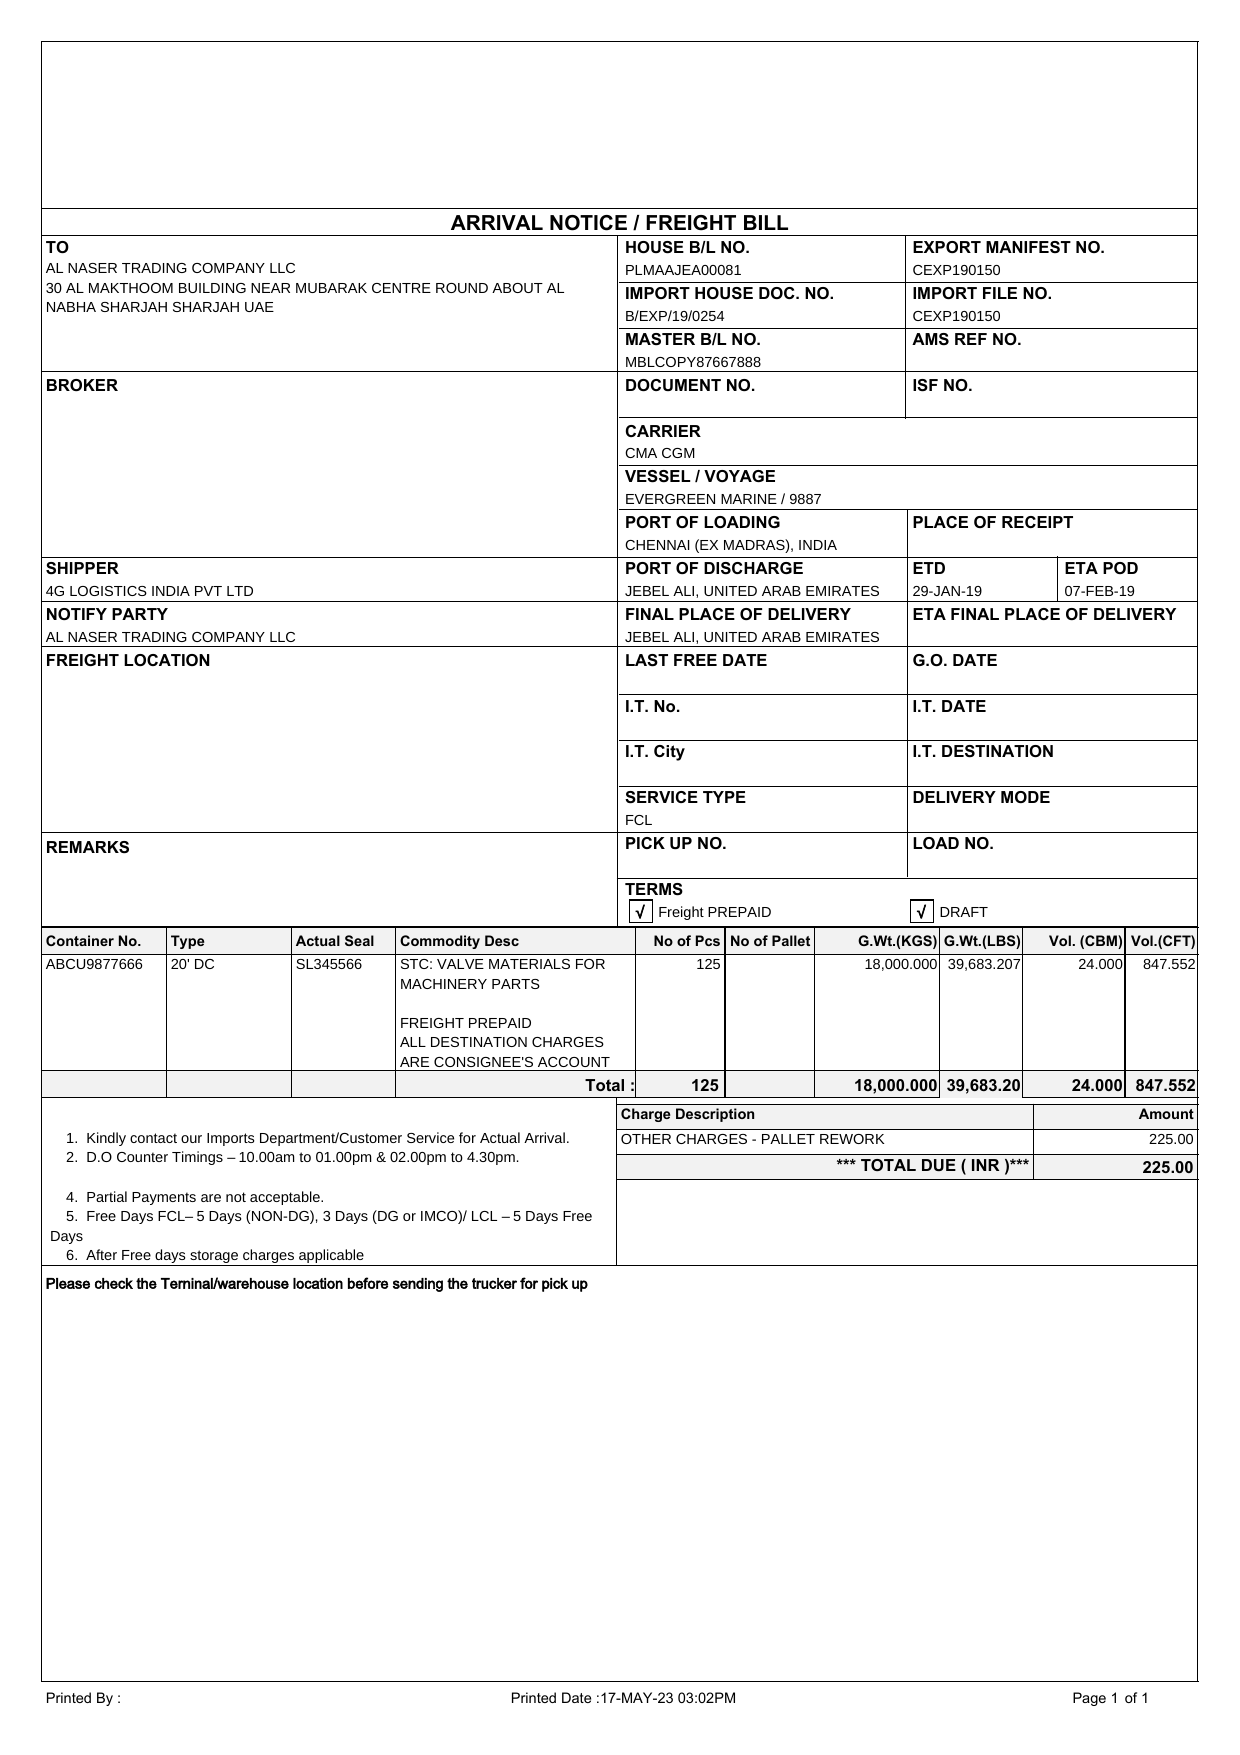 ARRIVAL NOTICE / FREIGHT BILL
TO
AL NASER TRADING COMPANY LLC
30 AL MAKTHOOM BUILDING NEAR MUBARAK CENTRE ROUND ABOUT AL
NABHA SHARJAH SHARJAH UAE
HOUSE B/L NO. EXPORT MANIFEST NO.
PLMAAJEA00081 CEXP190150
IMPORT HOUSE DOC. NO. IMPORT FILE NO.
B/EXP/19/0254 CEXP190150
MASTER B/L NO. AMS REF NO.
MBLCOPY87667888
BROKER
DOCUMENT NO. ISF NO.
CARRIER
CMA CGM
VESSEL / VOYAGE
EVERGREEN MARINE / 9887
PORT OF LOADING PLACE OF RECEIPT
CHENNAI (EX MADRAS), INDIA
SHIPPER PORT OF DISCHARGE ETD ETA POD
4G LOGISTICS INDIA PVT LTD JEBEL ALI, UNITED ARAB EMIRATES 29-JAN-19 07-FEB-19
NOTIFY PARTY FINAL PLACE OF DELIVERY ETA FINAL PLACE OF DELIVERY
AL NASER TRADING COMPANY LLC JEBEL ALI, UNITED ARAB EMIRATES
FREIGHT LOCATION LAST FREE DATE G.O. DATE
I.T. No. I.T. DATE
I.T. City I.T. DESTINATION
SERVICE TYPE DELIVERY MODE
FCL
REMARKS PICK UP NO. LOAD NO.
TERMS
√ Freight PREPAID √ DRAFT
Container No. Type Actual Seal Commodity Desc No of Pcs No of Pallet G.Wt.(KGS) G.Wt.(LBS) Vol. (CBM) Vol.(CFT)
ABCU9877666 20' DC SL345566 STC: VALVE MATERIALS FOR 125 18,000.000 39,683.207 24.000 847.552
MACHINERY PARTS
FREIGHT PREPAID
ALL DESTINATION CHARGES
ARE CONSIGNEE'S ACCOUNT
Total : 125 18,000.000 39,683.20 24.000 847.552
Charge Description Amount
OTHER CHARGES - PALLET REWORK 225.00
*** TOTAL DUE ( INR )*** 225.00
1. Kindly contact our Imports Department/Customer Service for Actual Arrival.
2. D.O Counter Timings – 10.00am to 01.00pm & 02.00pm to 4.30pm.
4. Partial Payments are not acceptable.
5. Free Days FCL– 5 Days (NON-DG), 3 Days (DG or IMCO)/ LCL – 5 Days Free
Days
6. After Free days storage charges applicable
Please check the Terninal/warehouse location before sending the trucker for pick up
Printed By : Printed Date :17-MAY-23 03:02PM Page 1 of 1